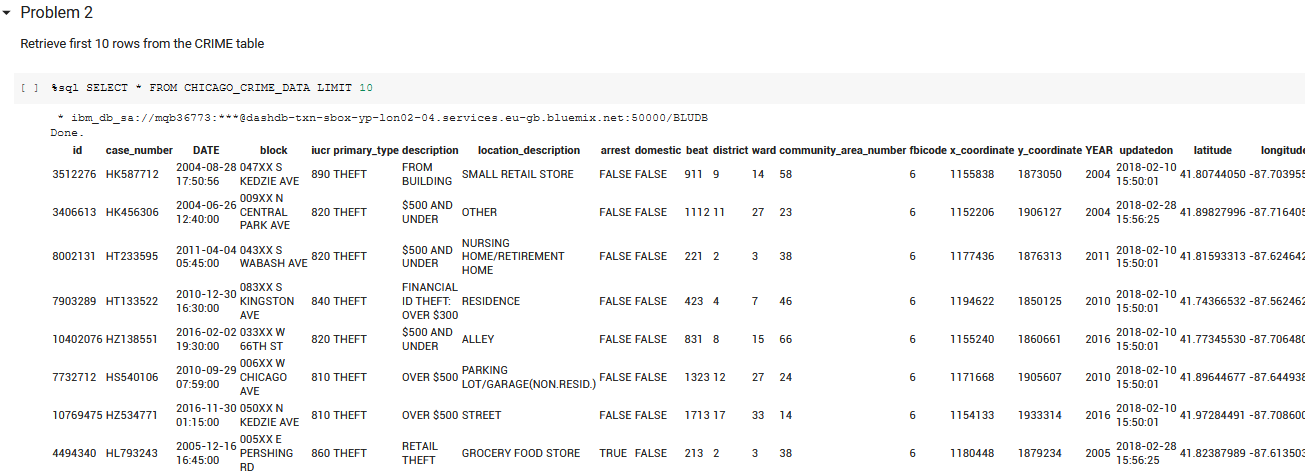 Problem 2
Retrieve first 10 rows from the CRIME table
[ ] %sql SELECT * FROM CHICAGO_CRIME_DATA LIMIT 10
* ibm_db_sa://mqb36773:***@dashdb-txn-sbox-yp-lon02-04.services.eu-gb.bluemix.net:50000/BLUDB
Done.
id case_number DATE block iucr primary_type description location_description arrest domestic beat district ward community_area_number fbicode x_coordinate y_coordinate YEAR updatedon latitude longitude
3512276 HK587712 2004-08-28 17:50:56 047XX S KEDZIE AVE 890 THEFT FROM BUILDING SMALL RETAIL STORE FALSE FALSE 911 9 14 58 6 1155838 1873050 2004 2018-02-10 15:50:01 41.80744050 -87.703955
3406613 HK456306 2004-06-26 12:40:00 009XX N CENTRAL PARK AVE 820 THEFT $500 AND UNDER OTHER FALSE FALSE 1112 11 27 23 6 1152206 1906127 2004 2018-02-28 15:56:25 41.89827996 -87.716405
8002131 HT233595 2011-04-04 05:45:00 043XX S WABASH AVE 820 THEFT $500 AND UNDER NURSING HOME/RETIREMENT HOME FALSE FALSE 221 2 3 38 6 1177436 1876313 2011 2018-02-10 15:50:01 41.81593313 -87.624642
7903289 HT133522 2010-12-30 16:30:00 083XX S KINGSTON AVE 840 THEFT FINANCIAL ID THEFT: OVER $300 RESIDENCE FALSE FALSE 423 4 7 46 6 1194622 1850125 2010 2018-02-10 15:50:01 41.74366532 -87.562462
10402076 HZ138551 2016-02-02 19:30:00 033XX W 66TH ST 820 THEFT $500 AND UNDER ALLEY FALSE FALSE 831 8 15 66 6 1155240 1860661 2016 2018-02-10 15:50:01 41.77345530 -87.706480
7732712 HS540106 2010-09-29 07:59:00 006XX W CHICAGO AVE 810 THEFT OVER $500 PARKING LOT/GARAGE(NON.RESID.) FALSE FALSE 1323 12 27 24 6 1171668 1905607 2010 2018-02-10 15:50:01 41.89644677 -87.644938
10769475 HZ534771 2016-11-30 01:15:00 050XX N KEDZIE AVE 810 THEFT OVER $500 STREET FALSE FALSE 1713 17 33 14 6 1154133 1933314 2016 2018-02-10 15:50:01 41.97284491 -87.708600
4494340 HL793243 2005-12-16 16:45:00 005XX E PERSHING RD 860 THEFT RETAIL THEFT GROCERY FOOD STORE TRUE FALSE 213 2 3 38 6 1180448 1879234 2005 2018-02-28 15:56:25 41.82387989 -87.613503